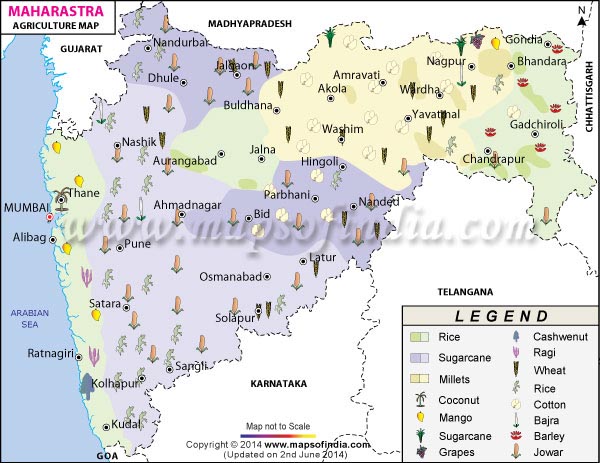 MAHARASTRA
AGRICULTURE MAP
MADHYAPRADESH
N
GUJARAT
CHHATTISGARH
Nandurbar
Jalgaon
Dhule
Buldhana
Akola
Amravati
Nagpur
Wardha
Gondia
Bhandara
Yavatmal
Washim
Gadchiroli
Chandrapur
Nashik
Aurangabad
Jalna
Hingoli
Parbhani
Nanded
Thane
MUMBAI
Ahmadnagar
Bid
www.mapsofindia.com
Alibag
Pune
Latur
Osmanabad
Satara
Solapur
TELANGANA
ARABIAN
SEA
Ratnagiri
Sangli
Kolhapur
KARNATAKA
Kudal
GOA
LEGEND
Rice
Sugarcane
Millets
Coconut
Mango
Sugarcane
Grapes
Cashwenut
Ragi
Wheat
Rice
Cotton
Bajra
Barley
Jowar
Map not to Scale
Copyright © 2014 www.mapsofindia.com
(Updated on 2nd June 2014)